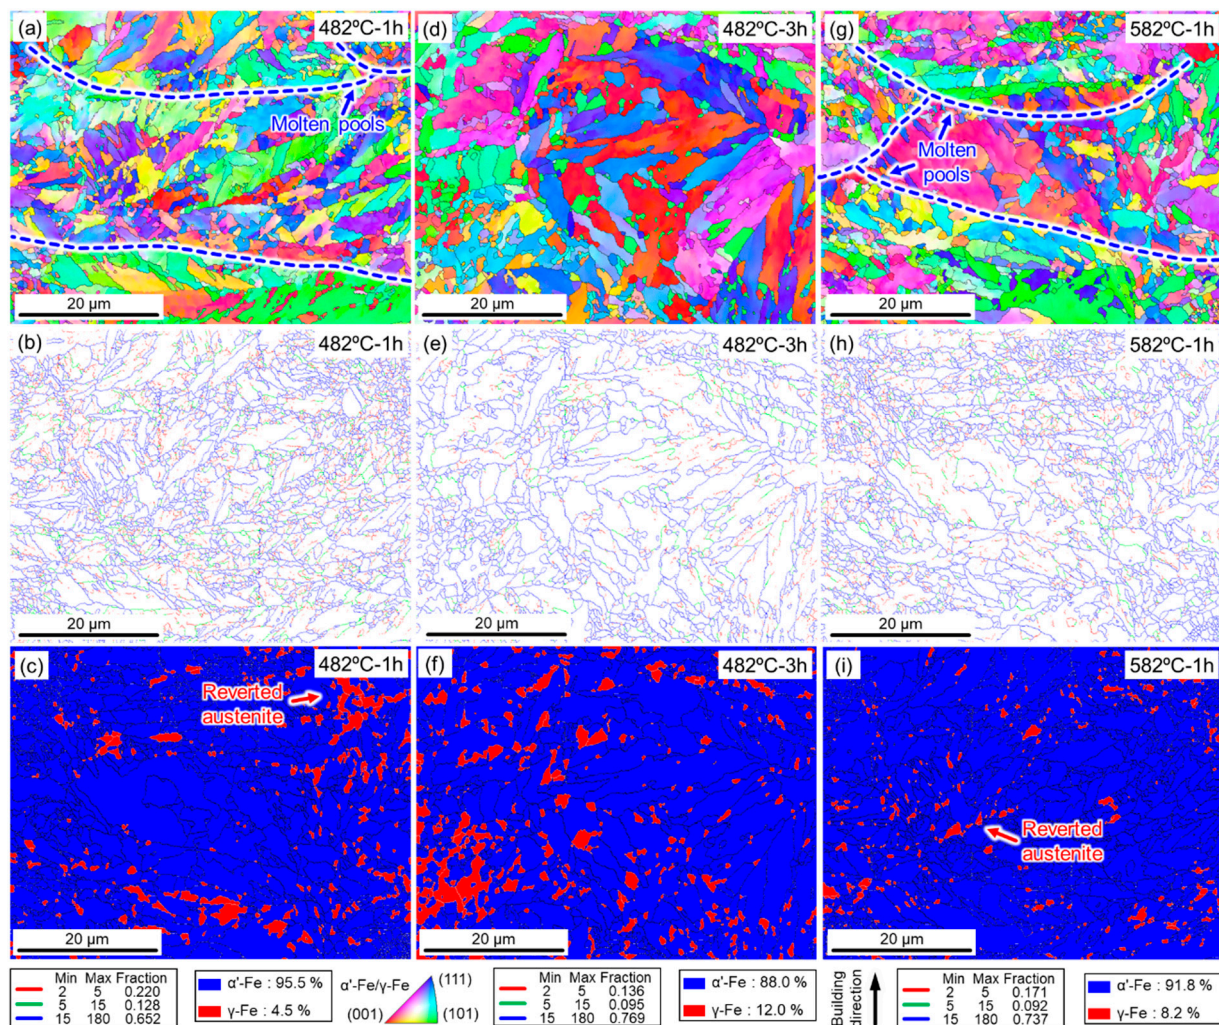 (a) 482ºC-1h
Molten pools
20 µm
(d) 482ºC-3h
20 µm
(g) 582ºC-1h
Molten
pools
20 µm
(b) 482ºC-1h
20 µm
(e) 482ºC-3h
20 µm
(h) 582ºC-1h
20 µm
(c) 482ºC-1h
Reverted
austenite
20 µm
(f) 482ºC-3h
20 µm
(i) 582ºC-1h
Reverted
austenite
20 µm
Min Max Fraction
2 5 0.220
5 15 0.128
15 180 0.652
α'-Fe : 95.5 %
γ-Fe : 4.5 %
α'-Fe/γ-Fe
(111)
(001) (101)
Min Max Fraction
2 5 0.136
5 15 0.095
15 180 0.769
α'-Fe : 88.0 %
γ-Fe : 12.0 %
Building
direction
Min Max Fraction
2 5 0.171
5 15 0.092
15 180 0.737
α'-Fe : 91.8 %
γ-Fe : 8.2 %